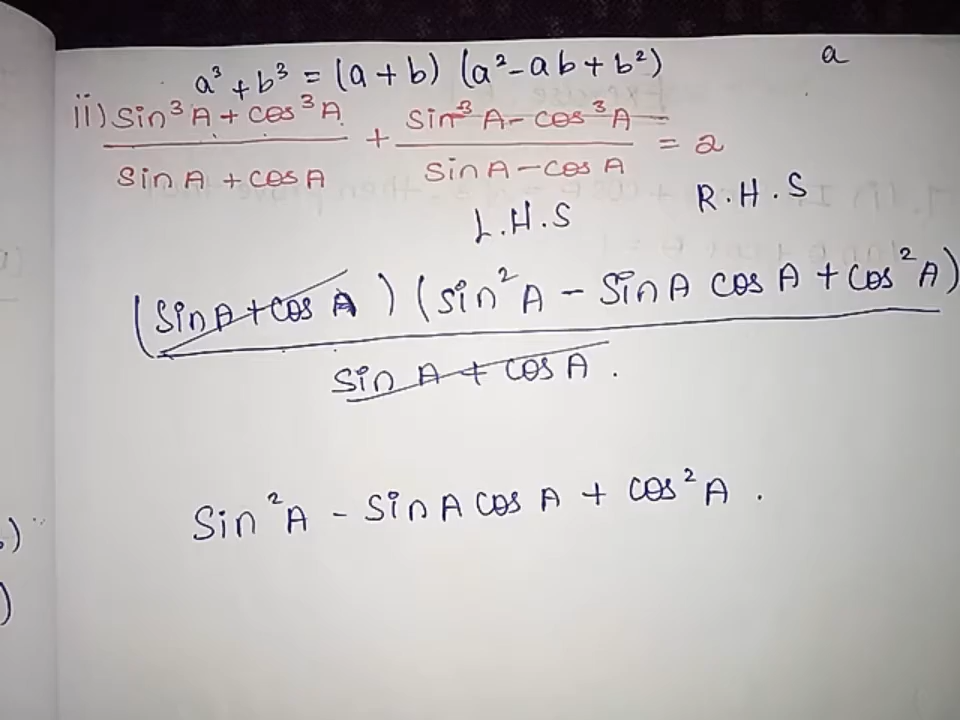 a³ + b³ = (a + b) (a² - ab + b²) a
ii) Sin³A + cos³A / SinA + cosA + Sin³A - cos³A / SinA - cosA = 2
L.H.S R.H.S
(SinA + cosA) (Sin²A - SinA cosA + cos²A)
SinA + cosA.
Sin²A - SinA cosA + cos²A.